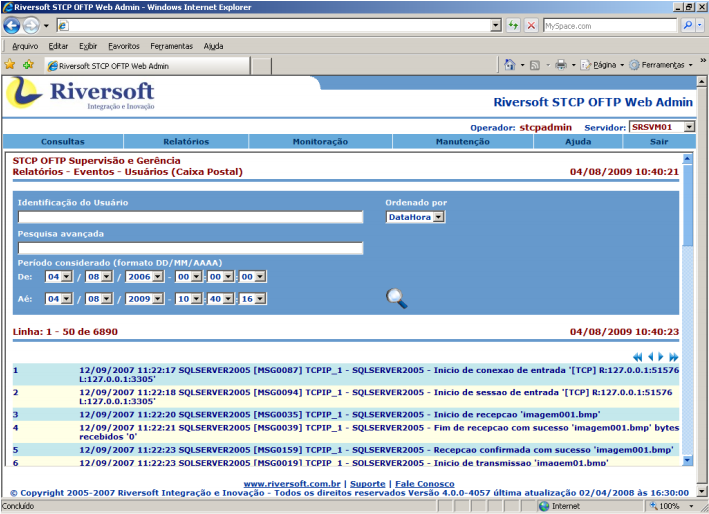 Riversoft STCP OFTP Web Admin - Windows Internet Explorer
MySpace.com
Arquivo Editar Exibir Favoritos Ferramentas Ajuda
Riversoft STCP OFTP Web Admin
Página Ferramentas
Riversoft
Integração e Inovação
Riversoft STCP OFTP Web Admin
Operador: stcpadmin Servidor: SRSVM01
Consultas Relatórios Monitoração Manutenção Ajuda Sair
STCP OFTP Supervisão e Gerência
Relatórios - Eventos - Usuários (Caixa Postal) 04/08/2009 10:40:21
Identificação do Usuário Ordenado por
DataHora
Pesquisa avançada
Período considerado (formato DD/MM/AAAA)
De: 04 / 08 / 2006 - 00 : 00 : 00
Aé: 04 / 08 / 2009 - 10 : 40 : 16
Linha: 1 - 50 de 6890 04/08/2009 10:40:23
1 12/09/2007 11:22:17 SQLSERVER2005 [MSG0087] TCPIP_1 - SQLSERVER2005 - Inicio de conexao de entrada '[TCP] R:127.0.0.1:51576
L:127.0.0.1:3305'
2 12/09/2007 11:22:18 SQLSERVER2005 [MSG0094] TCPIP_1 - SQLSERVER2005 - Inicio de sessao de entrada '[TCP] R:127.0.0.1:51576
L:127.0.0.1:3305'
3 12/09/2007 11:22:20 SQLSERVER2005 [MSG0035] TCPIP_1 - SQLSERVER2005 - Inicio de recepcao 'imagem001.bmp'
4 12/09/2007 11:22:21 SQLSERVER2005 [MSG0039] TCPIP_1 - SQLSERVER2005 - Fim de recepcao com sucesso 'imagem001.bmp' bytes
recebidos '0'
5 12/09/2007 11:22:23 SQLSERVER2005 [MSG0159] TCPIP_1 - SQLSERVER2005 - Recepcao confirmada com sucesso 'imagem001.bmp'
6 12/09/2007 11:22:23 SQLSERVER2005 [MSG0019] TCPIP_1 - SQLSERVER2005 - Inicio de transmissao 'imagem01.bmp'
www.riversoft.com.br | Suporte | Fale Conosco
© Copyright 2005-2007 Riversoft Integração e Inovação - Todos os direitos reservados Versão 4.0.0-4057 última atualização 02/04/2008 às 16:30:00
Concluído Internet 100%